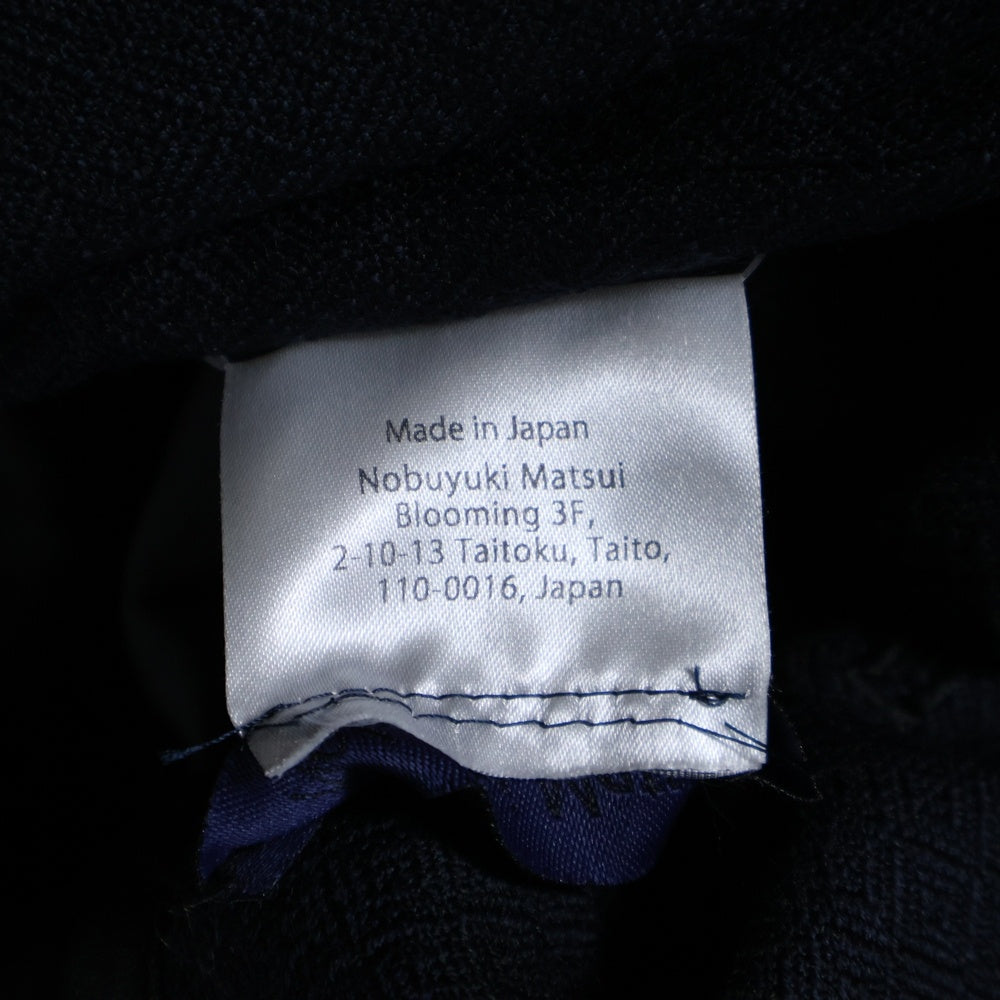 Made in Japan
Nobuyuki Matsui
Blooming 3F,
2-10-13 Taitoku, Taito,
110-0016, Japan